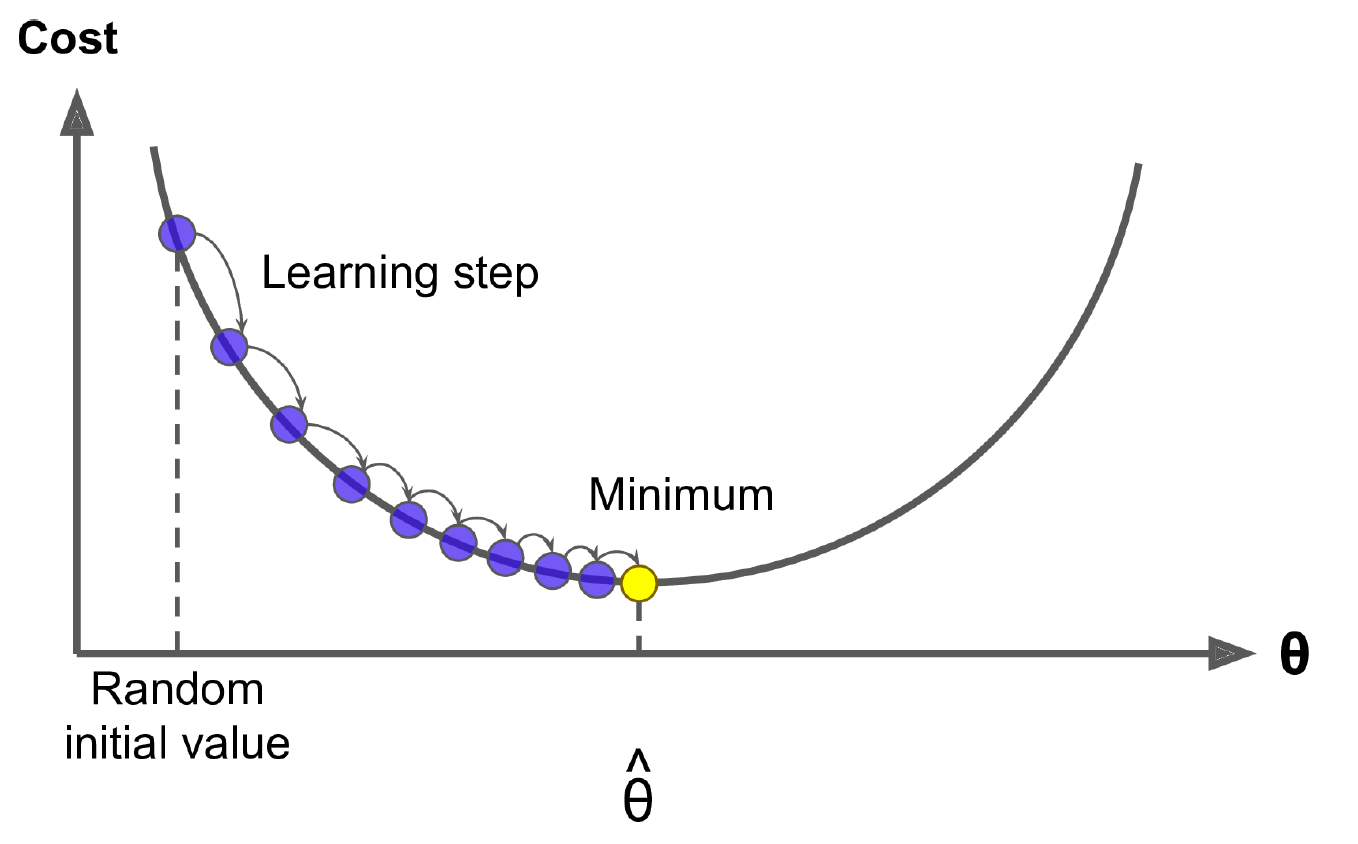 Cost
Learning step
Minimum
θ
Random
initial value
θ̂